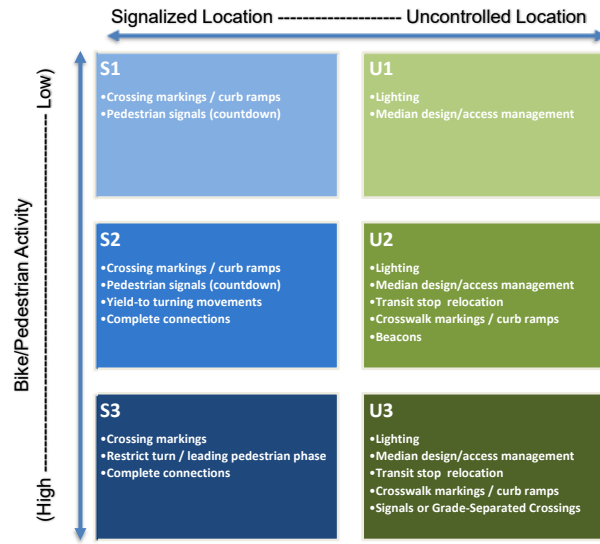 Signalized Location -------------------- Uncontrolled Location
Bike/Pedestrian Activity
(High ---------------------- Low)
S1
•Crossing markings / curb ramps
•Pedestrian signals (countdown)
U1
•Lighting
•Median design/access management
S2
•Crossing markings / curb ramps
•Pedestrian signals (countdown)
•Yield-to turning movements
•Complete connections
U2
•Lighting
•Median design/access management
•Transit stop relocation
•Crosswalk markings / curb ramps
•Beacons
S3
•Crossing markings
•Restrict turn / leading pedestrian phase
•Complete connections
U3
•Lighting
•Median design/access management
•Transit stop relocation
•Crosswalk markings / curb ramps
•Signals or Grade-Separated Crossings